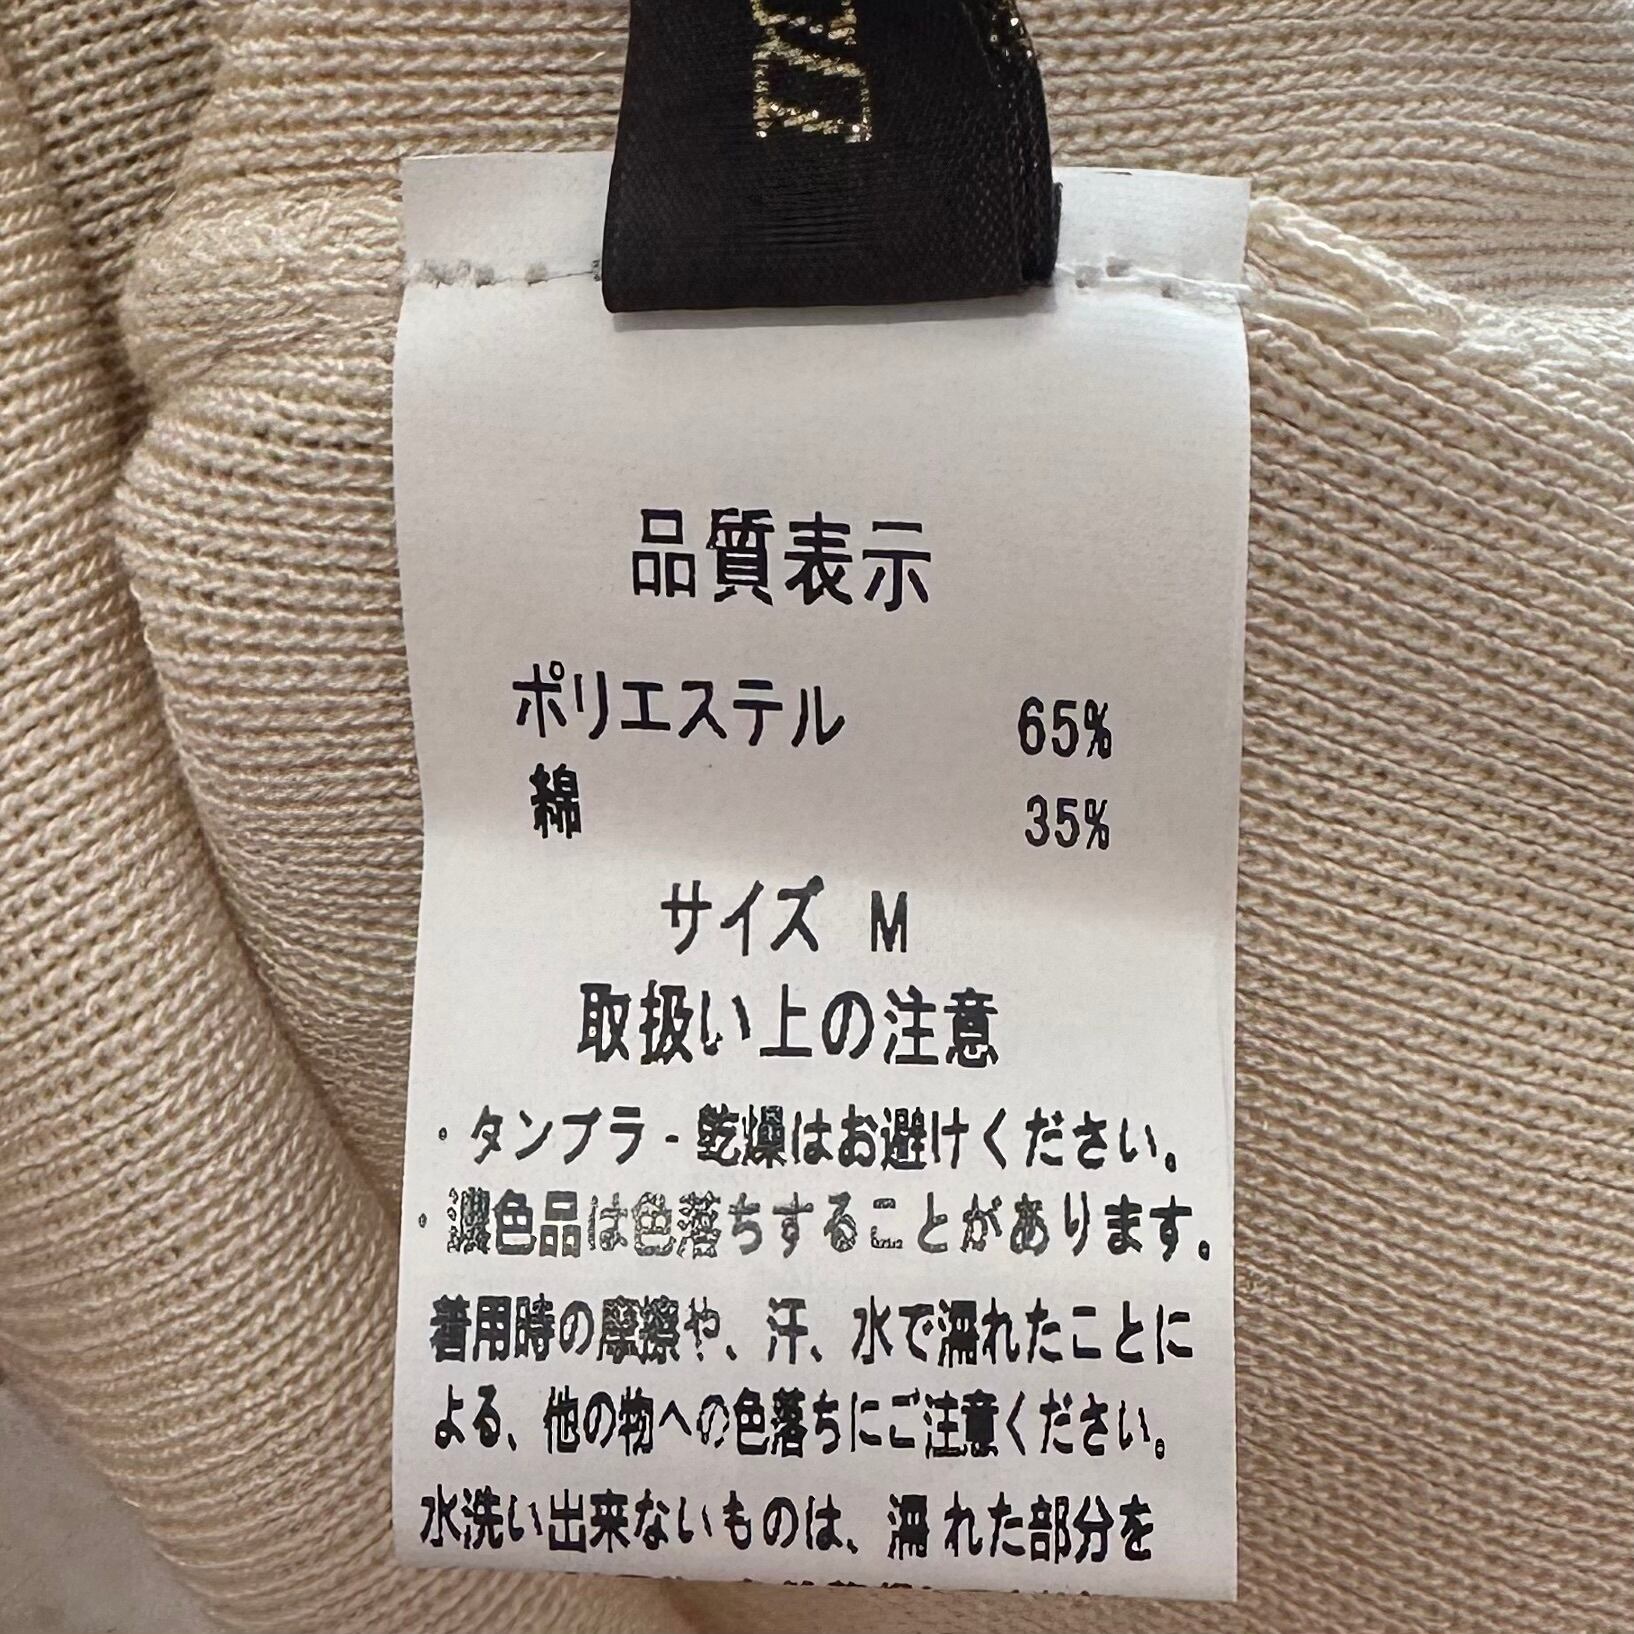 品質表示
ポリエステル 65%
綿 35%
サイズ M
取扱い上の注意
・タンブラ-乾燥はお避けください。
・濃色品は色落ちすることがあります。
着用時の摩擦や、汗、水で濡れたことに
よる、他の物への色落ちにご注意ください。
水洗い出来ないものは、濡れた部分を